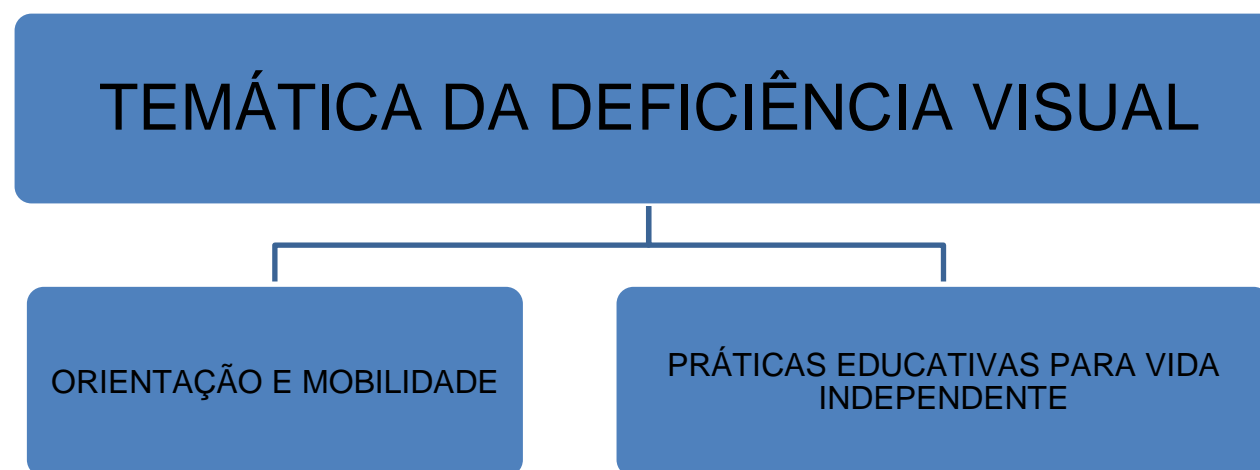 TEMÁTICA DA DEFICIÊNCIA VISUAL
ORIENTAÇÃO E MOBILIDADE
PRÁTICAS EDUCATIVAS PARA VIDA
INDEPENDENTE